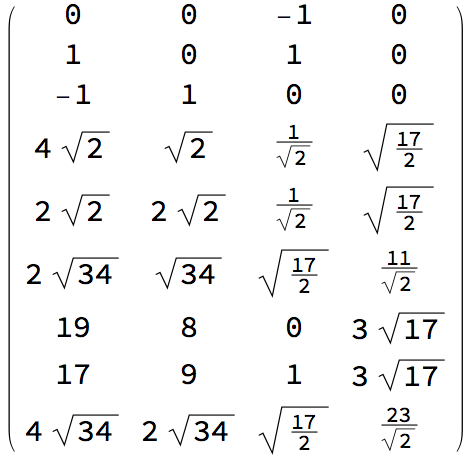 0 0 -1 0
1 0 1 0
-1 1 0 0
4 √2 √2 1/√2 √(17/2)
2 √2 2 √2 1/√2 √(17/2)
2 √34 √34 √(17/2) 11/√2
19 8 0 3 √17
17 9 1 3 √17
4 √34 2 √34 √(17/2) 23/√2